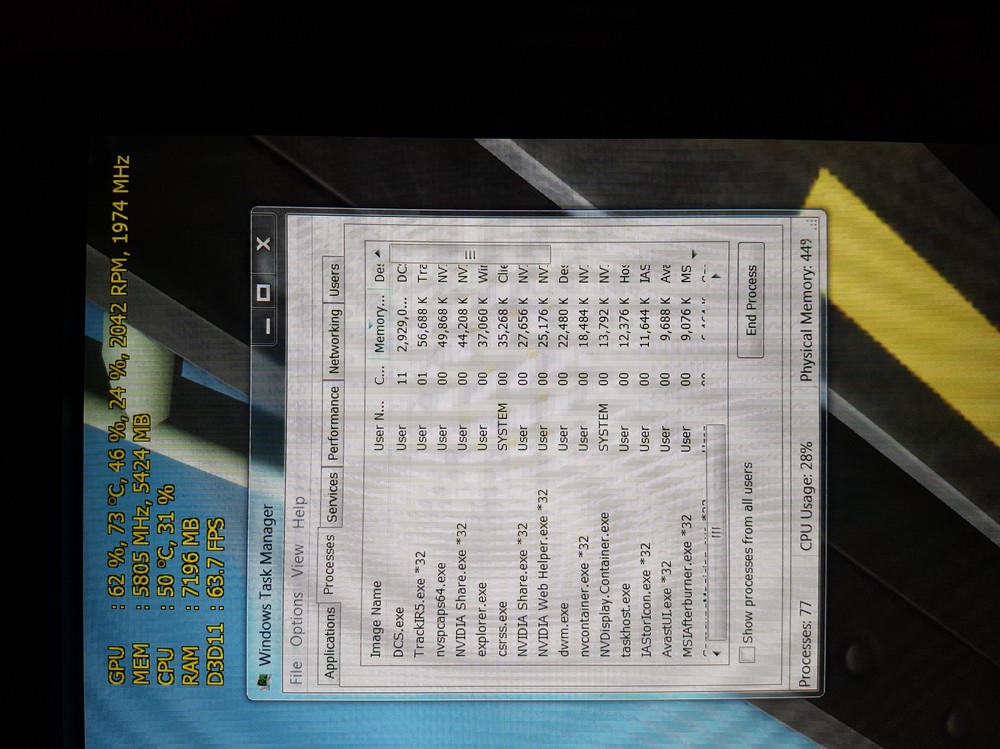 GPU : 62 %, 73 °C, 46 %, 24 %, 2042 RPM, 1974 MHz
MEM : 5805 MHz, 5424 MB
CPU : 50 °C, 31 %
RAM : 7196 MB
D3D11 : 63.7 FPS
Windows Task Manager
File Options View Help
Applications Processes Services Performance Networking Users
Image Name User N... C... Memory... Des
DCS.exe User 11 2,929,0... DC
TrackIR5.exe *32 User 01 56,688 K Tra
nvspcaps64.exe User 00 49,868 K NV
NVIDIA Share.exe *32 User 00 44,208 K NV
explorer.exe User 00 37,060 K Wir
csrss.exe SYSTEM 00 35,268 K Clie
NVIDIA Share.exe *32 User 00 27,656 K NV
NVIDIA Web Helper.exe *32 User 00 25,176 K NV
dwm.exe User 00 22,480 K Des
nvcontainer.exe *32 User 00 18,484 K NV
NVDisplay.Container.exe SYSTEM 00 13,792 K NV
taskhost.exe User 00 12,376 K Hos
IAStorIcon.exe *32 User 00 11,644 K IAS
AvastUI.exe *32 User 00 9,688 K Ava
MSIAfterburner.exe *32 User 00 9,076 K MS
Show processes from all users End Process
Processes: 77 CPU Usage: 28% Physical Memory: 449